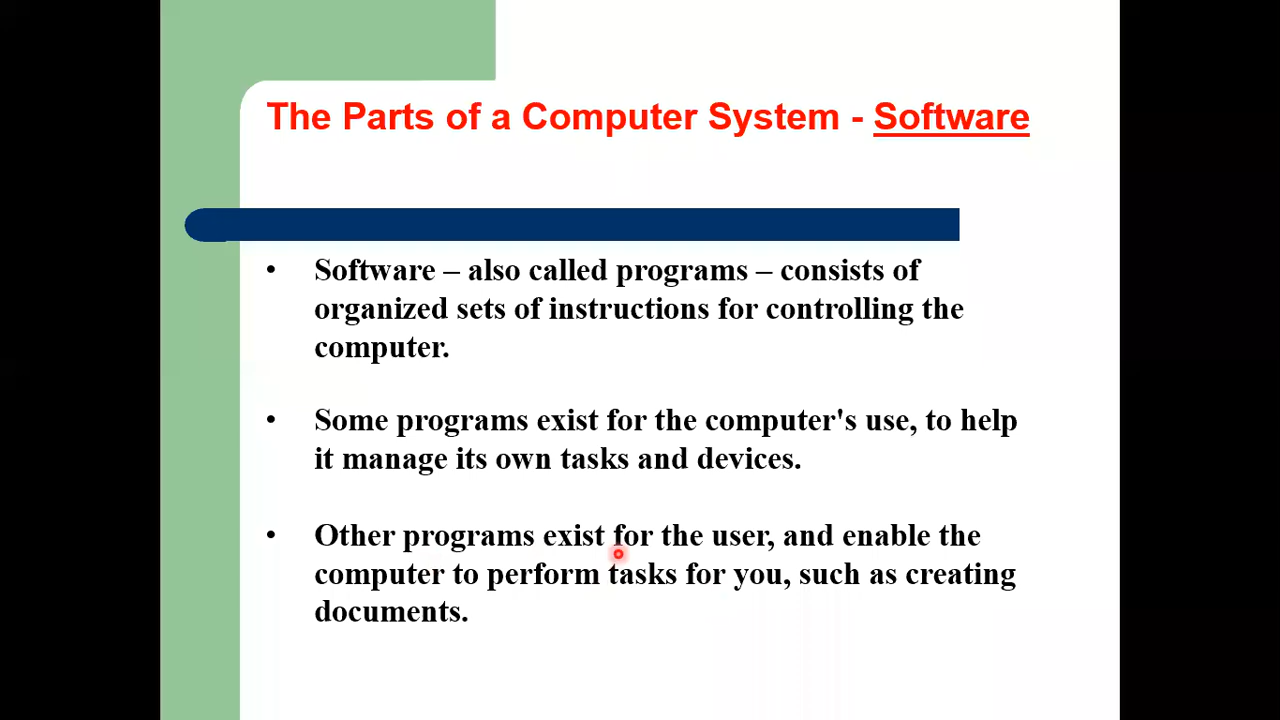 The Parts of a Computer System - Software
• Software – also called programs – consists of
organized sets of instructions for controlling the
computer.
• Some programs exist for the computer's use, to help
it manage its own tasks and devices.
• Other programs exist for the user, and enable the
computer to perform tasks for you, such as creating
documents.